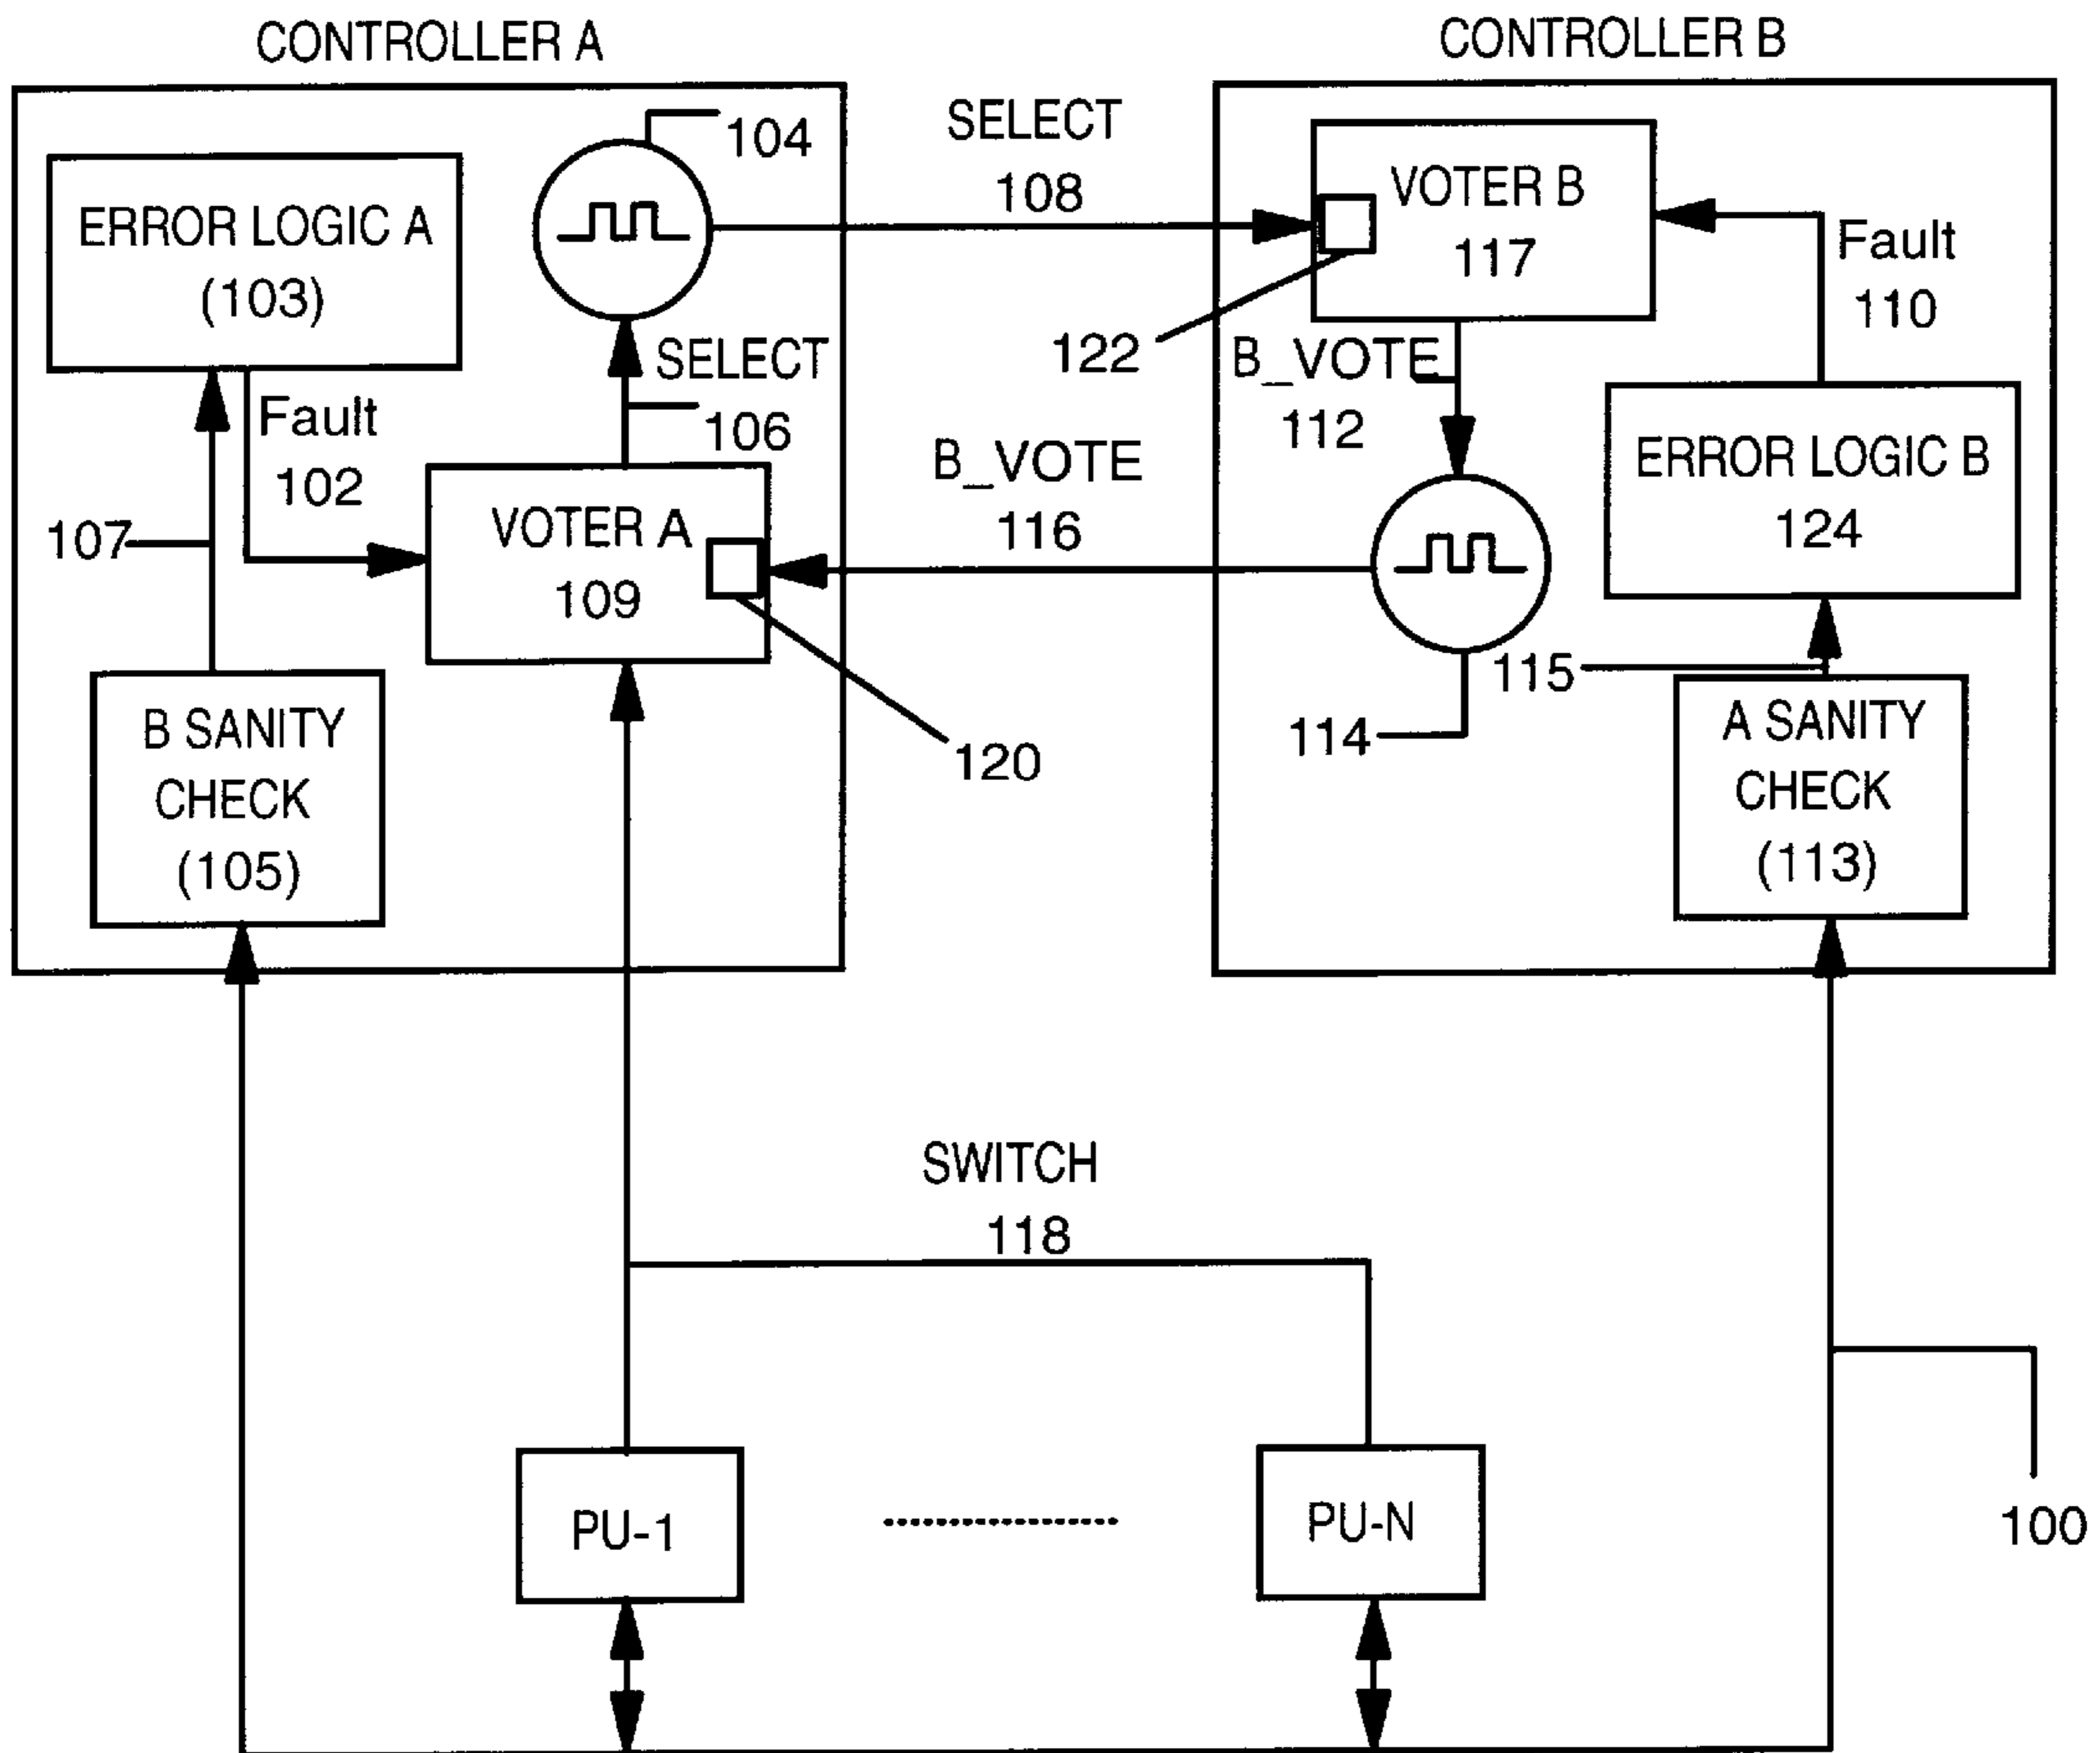 CONTROLLER A
CONTROLLER B
104
SELECT
108
ERROR LOGIC A
(103)
VOTER B
117
Fault
110
122
SELECT
106
B_VOTE
112
Fault
102
B_VOTE
116
ERROR LOGIC B
124
107
VOTER A
109
115
114
120
B SANITY
CHECK
(105)
A SANITY
CHECK
(113)
SWITCH
118
PU-1
PU-N
100